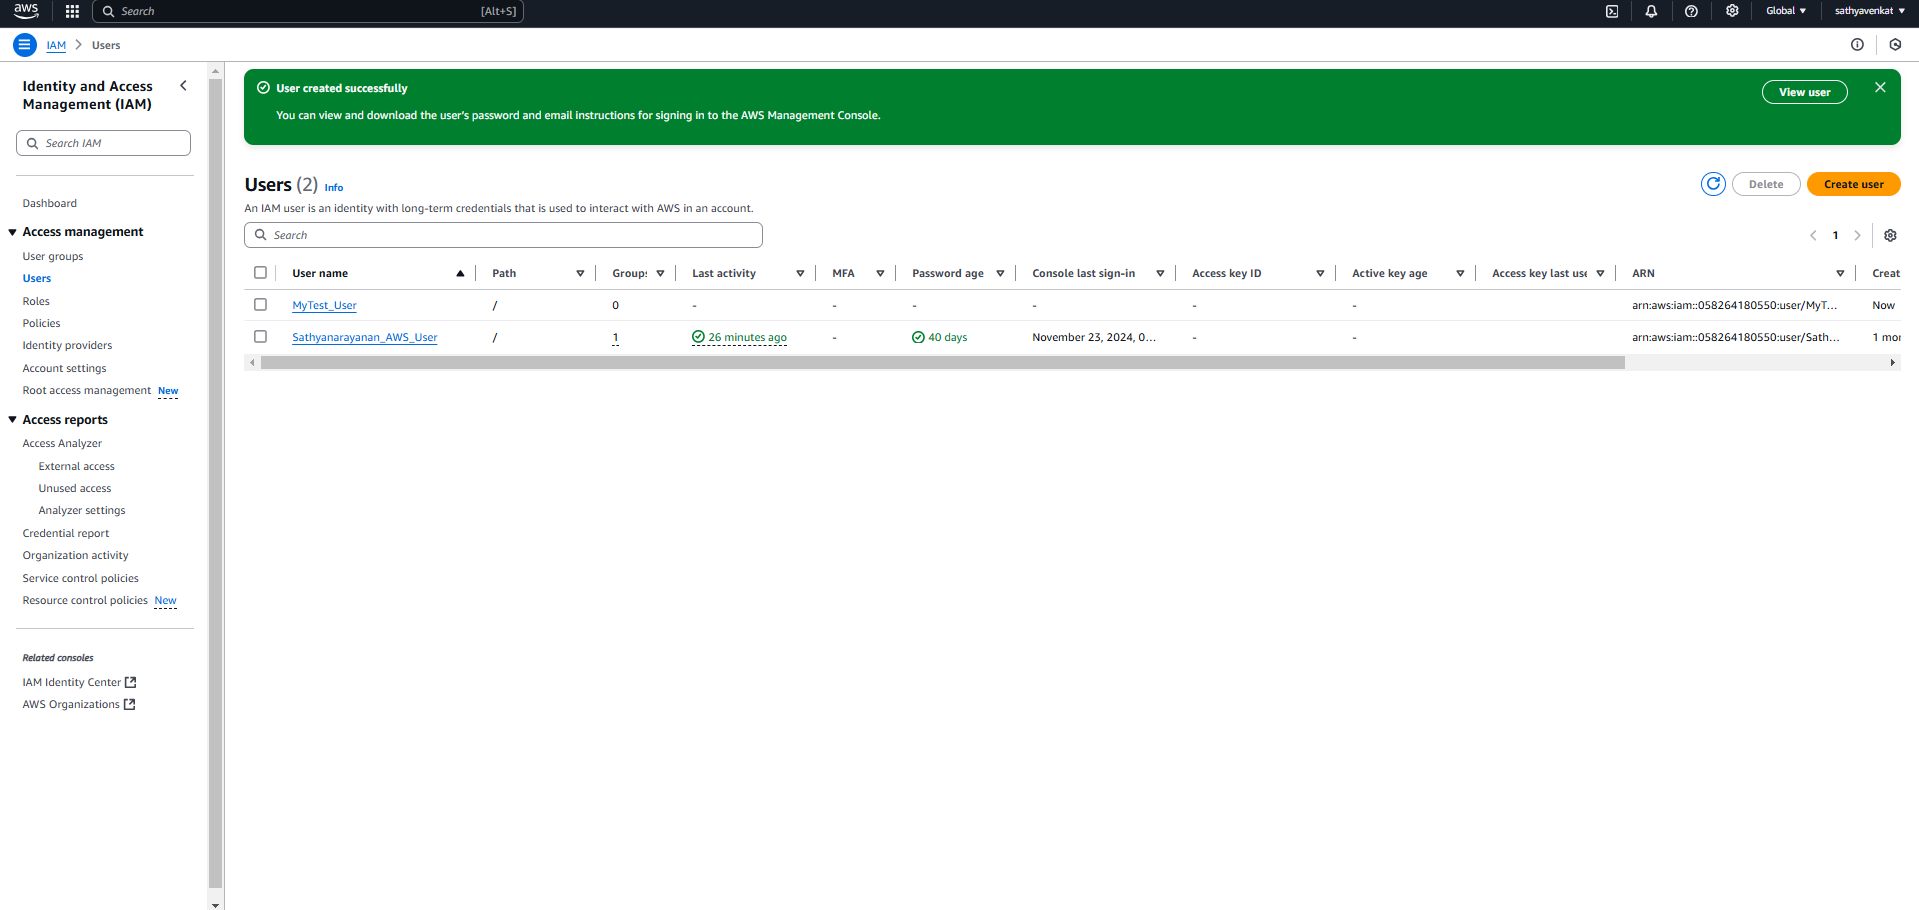 aws
Search [Alt+S]
Global
sathyavenkat
IAM > Users
Identity and Access
Management (IAM)
Search IAM
Dashboard
Access management
User groups
Users
Roles
Policies
Identity providers
Account settings
Root access management New
Access reports
Access Analyzer
External access
Unused access
Analyzer settings
Credential report
Organization activity
Service control policies
Resource control policies New
Related consoles
IAM Identity Center
AWS Organizations
User created successfully
You can view and download the user's password and email instructions for signing in to the AWS Management Console.
View user
Users (2) Info
Delete
Create user
An IAM user is an identity with long-term credentials that is used to interact with AWS in an account.
Search
1
User name Path Groups Last activity MFA Password age Console last sign-in Access key ID Active key age Access key last use ARN Creat
MyTest_User / 0 - - - - - - arn:aws:iam::058264180550:user/MyT... Now
Sathyanarayanan_AWS_User / 1 26 minutes ago - 40 days November 23, 2024, 0... - - arn:aws:iam::058264180550:user/Sath... 1 mon